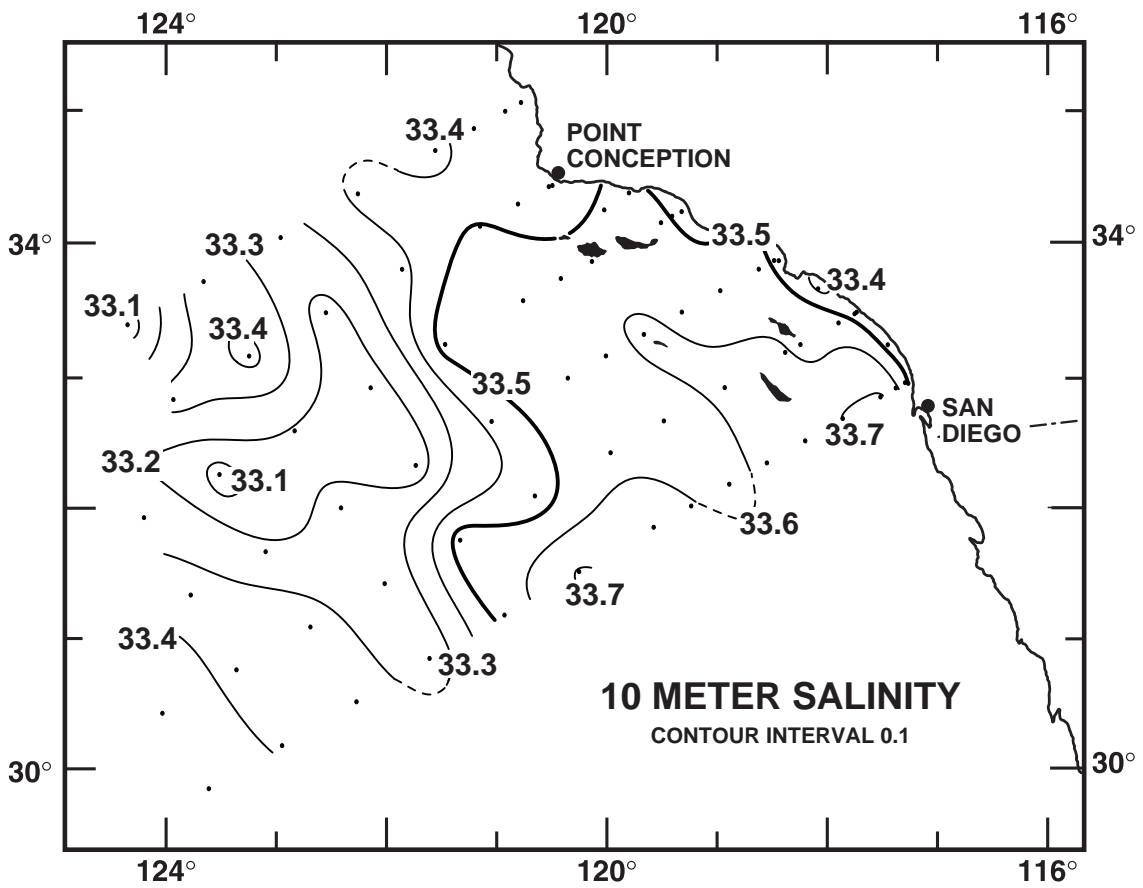 124° 120° 116°
33.4
POINT
CONCEPTION
34° 33.3 33.5 34°
33.4
33.1
33.4
33.5
SAN
DIEGO
33.7
33.2
33.1
33.6
33.7
33.4
33.3
10 METER SALINITY
CONTOUR INTERVAL 0.1
30° 30°
124° 120° 116°